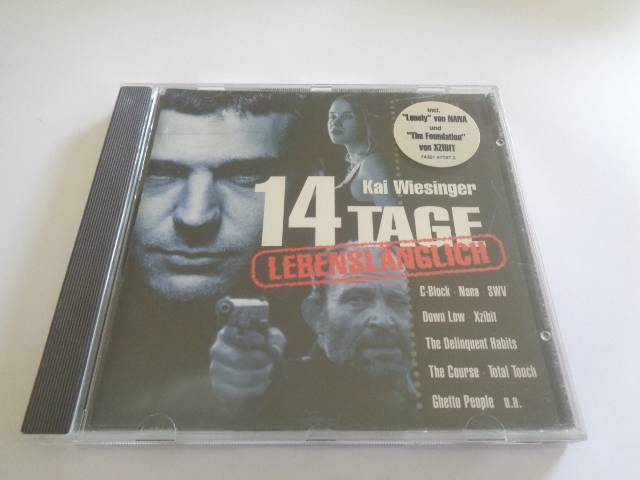 incl.
"Lonely" von NANA
und
"The Foundation"
von XZIBIT
Kai Wiesinger
14 TAGE
LEBENSLÄNGLICH
C-Block · Nana · SWV
Down Low · Xzibit
The Delinquent Habits
The Course · Total Touch
Ghetto People u.a.